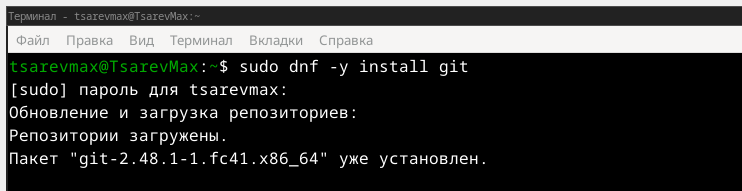 Терминал - tsarevmax@TsarevMax:~
Файл Правка Вид Терминал Вкладки Справка
tsarevmax@TsarevMax:~$ sudo dnf -y install git
[sudo] пароль для tsarevmax:
Обновление и загрузка репозиториев:
Репозитории загружены.
Пакет "git-2.48.1-1.fc41.x86_64" уже установлен.